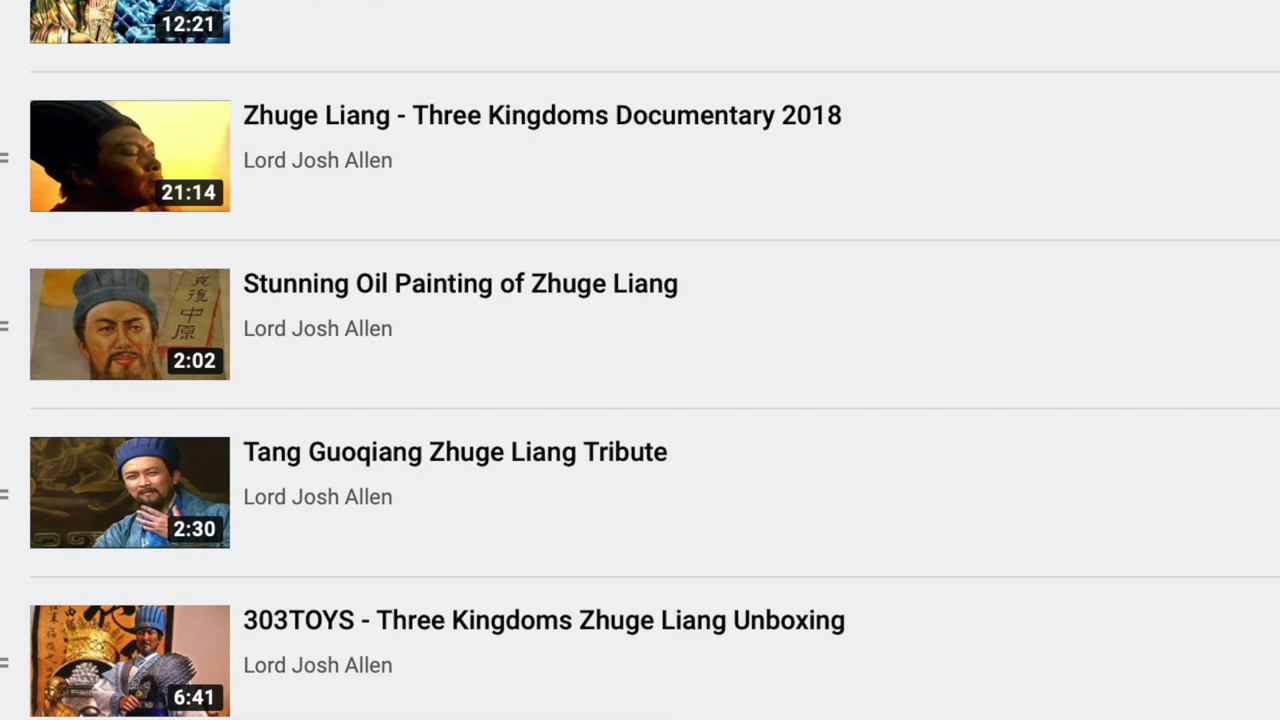 12:21
Zhuge Liang - Three Kingdoms Documentary 2018
Lord Josh Allen
21:14
Stunning Oil Painting of Zhuge Liang
Lord Josh Allen
中
原
2:02
Tang Guoqiang Zhuge Liang Tribute
Lord Josh Allen
2:30
303TOYS - Three Kingdoms Zhuge Liang Unboxing
Lord Josh Allen
6:41